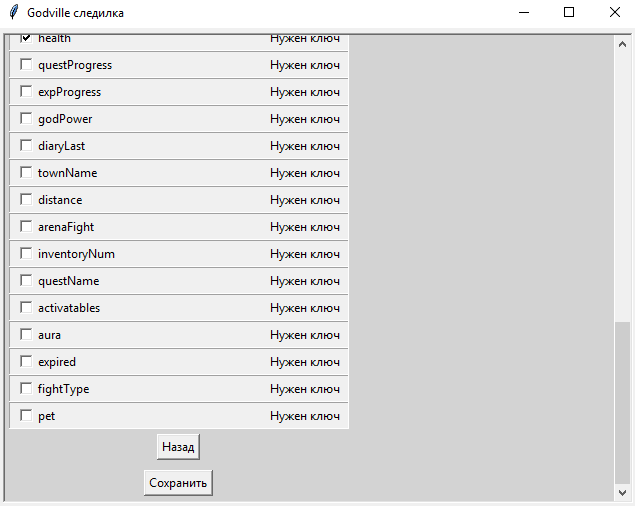 Godville следилка
health Нужен ключ
questProgress Нужен ключ
expProgress Нужен ключ
godPower Нужен ключ
diaryLast Нужен ключ
townName Нужен ключ
distance Нужен ключ
arenaFight Нужен ключ
inventoryNum Нужен ключ
questName Нужен ключ
activatables Нужен ключ
aura Нужен ключ
expired Нужен ключ
fightType Нужен ключ
pet Нужен ключ
Назад
Сохранить